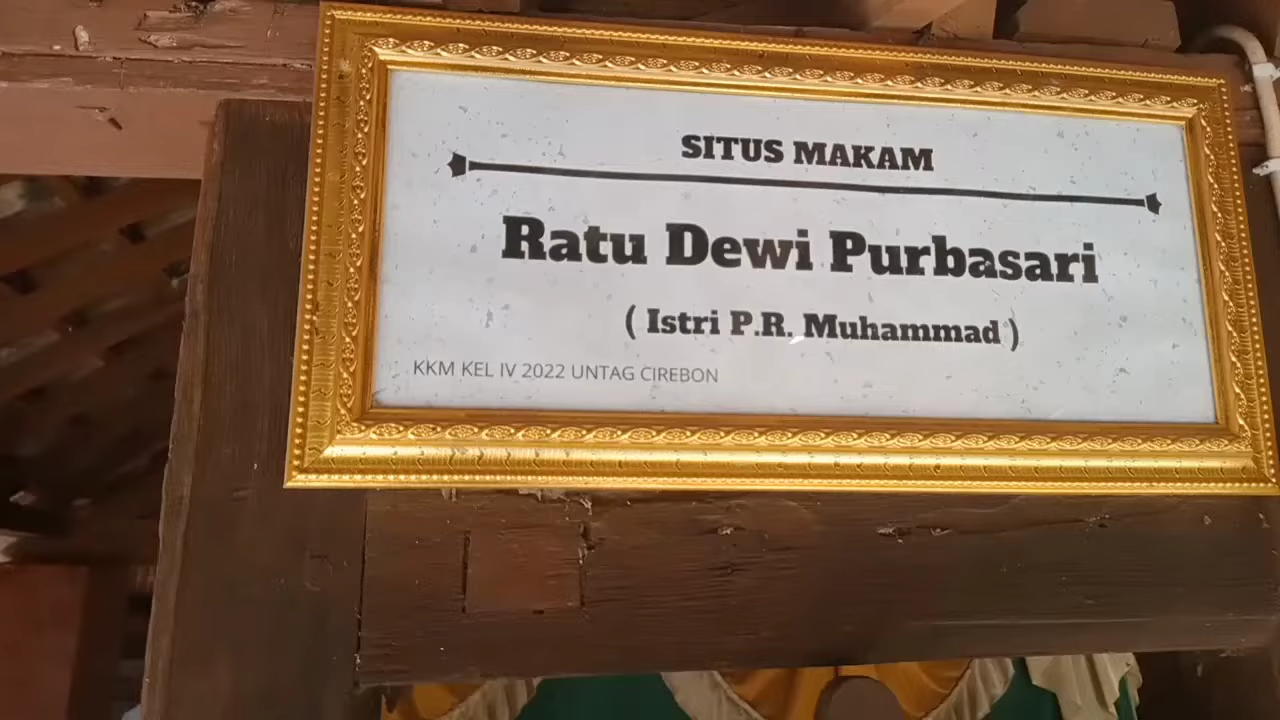 SITUS MAKAM
Ratu Dewi Purbasari
( Istri P.R. Muhammad )
KKM KEL IV 2022 UNTAG CIREBON